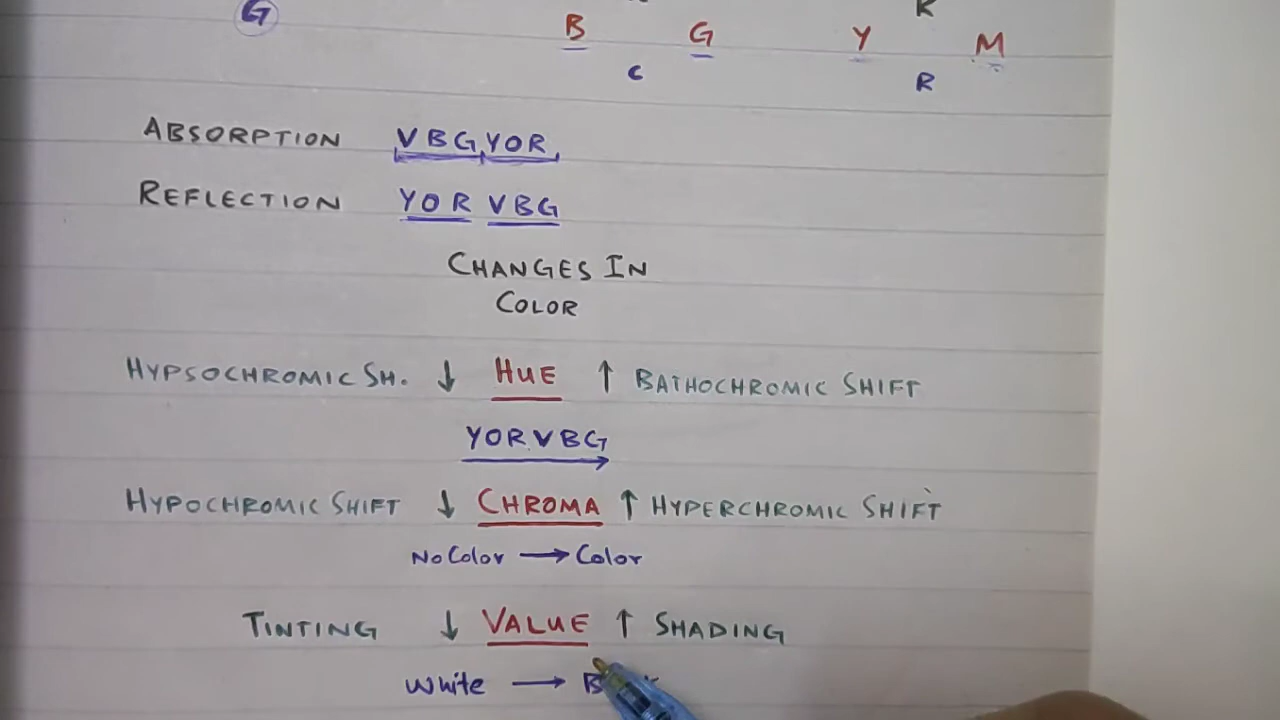 G
K
B G Y M
C R
ABSORPTION VBGYOR
REFLECTION YOR VBG
CHANGES IN
COLOR
HYPSOCHROMIC SH. ↓ HUE ↑ BATHOCHROMIC SHIFT
YORVBG
HYPOCHROMIC SHIFT ↓ CHROMA ↑ HYPERCHROMIC SHIFT
No Color → Color
TINTING ↓ VALUE ↑ SHADING
White →